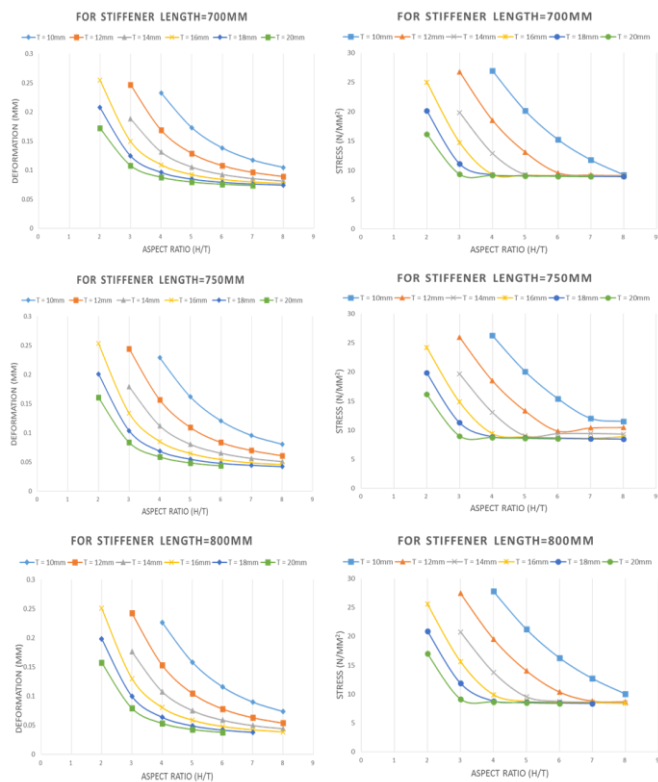 FOR STIFFENER LENGTH=700MM
T = 10mm T = 12mm T = 14mm T = 16mm T = 18mm T = 20mm
DEFORMATION (MM)
0.3
0.25
0.2
0.15
0.1
0.05
0
0 1 2 3 4 5 6 7 8 9
ASPECT RATIO (H/T)
FOR STIFFENER LENGTH=700MM
T = 10mm T = 12mm T = 14mm T = 16mm T = 18mm T = 20mm
STRESS (N/MM²)
30
25
20
15
10
5
0
0 1 2 3 4 5 6 7 8 9
ASPECT RATIO (H/T)
FOR STIFFENER LENGTH=750MM
T = 10mm T = 12mm T = 14mm T = 16mm T = 18mm T = 20mm
DEFORMATION (MM)
0.3
0.25
0.2
0.15
0.1
0.05
0
0 1 2 3 4 5 6 7 8 9
ASPECT RATIO (H/T)
FOR STIFFENER LENGTH=750MM
T = 10mm T = 12mm T = 14mm T = 16mm T = 18mm T = 20mm
STRESS (N/MM²)
30
25
20
15
10
5
0
0 1 2 3 4 5 6 7 8 9
ASPECT RATIO (H/T)
FOR STIFFENER LENGTH=800MM
T = 10mm T = 12mm T = 14mm T = 16mm T = 18mm T = 20mm
DEFORMATION (MM)
0.3
0.25
0.2
0.15
0.1
0.05
0
0 1 2 3 4 5 6 7 8 9
ASPECT RATIO (H/T)
FOR STIFFENER LENGTH=800MM
T = 10mm T = 12mm T = 14mm T = 16mm T = 18mm T = 20mm
STRESS (N/MM²)
30
25
20
15
10
5
0
0 1 2 3 4 5 6 7 8 9
ASPECT RATIO (H/T)